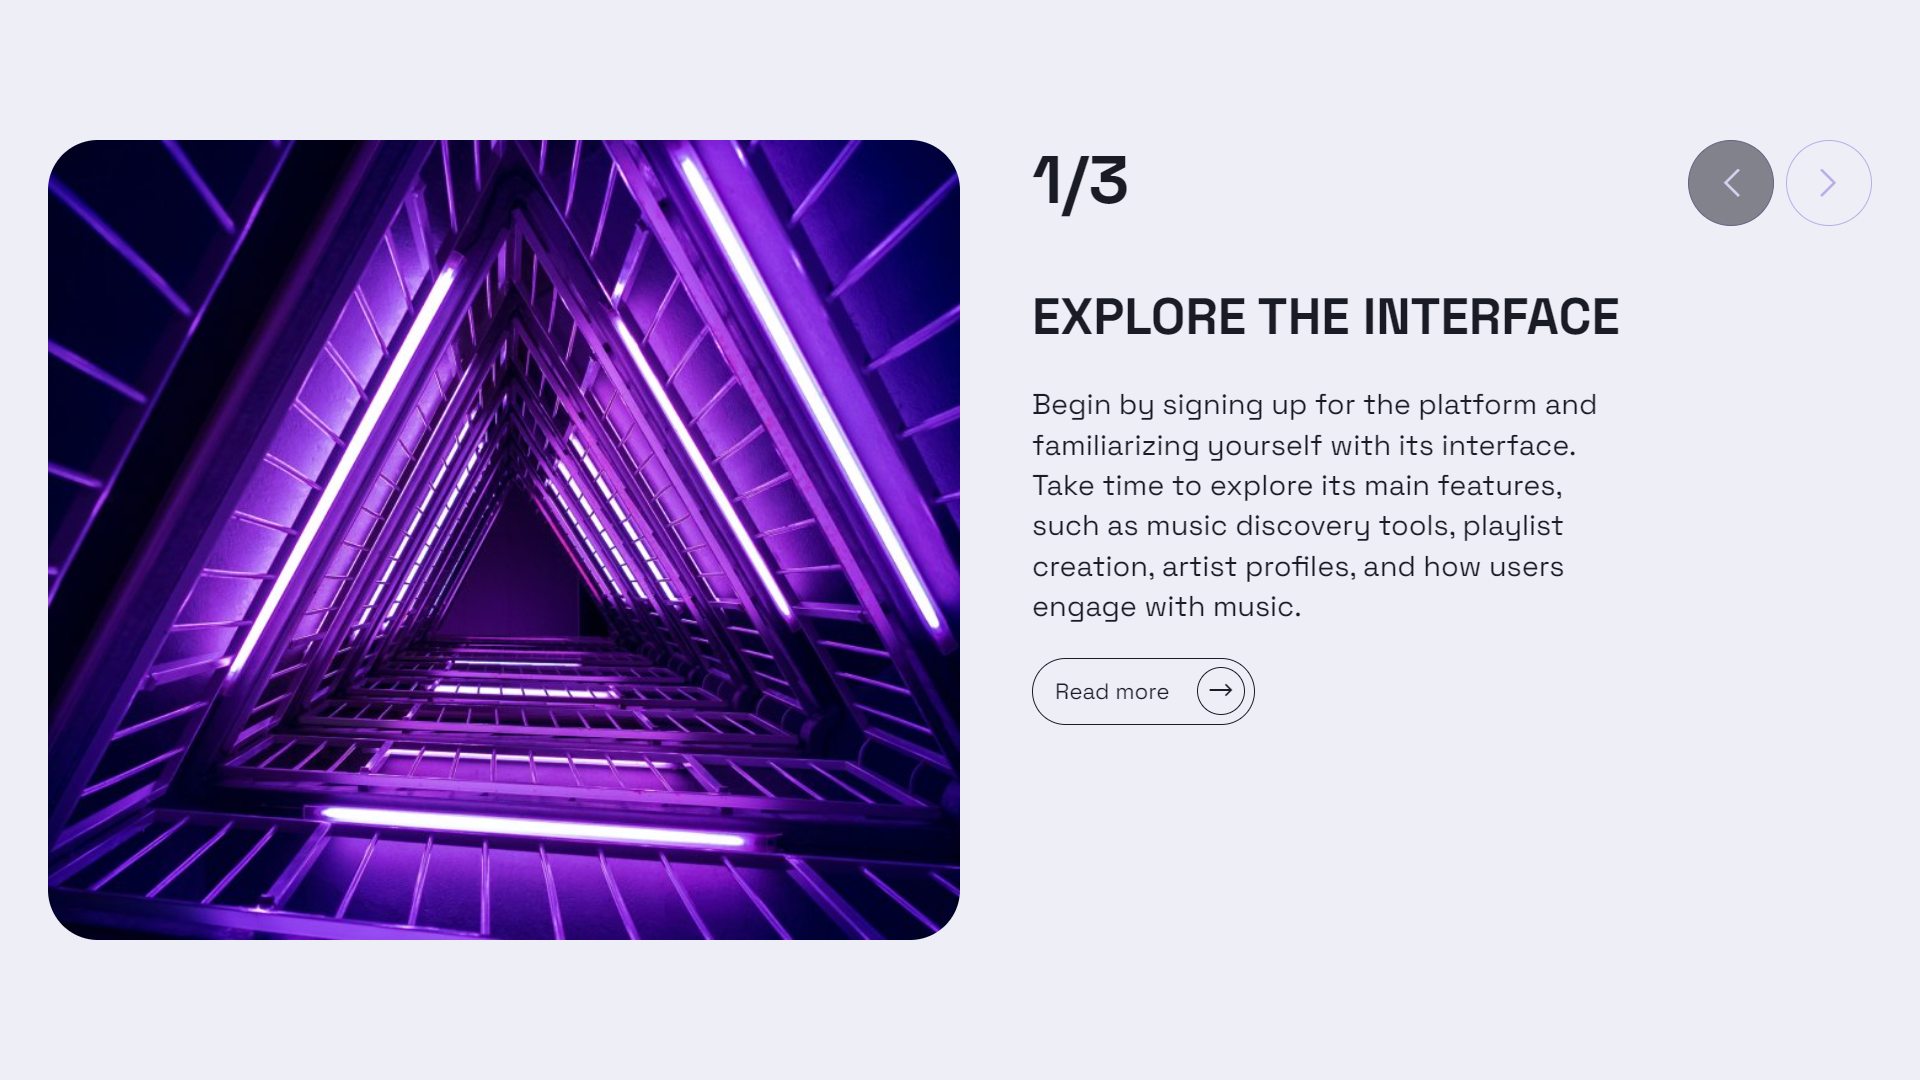 1/3
EXPLORE THE INTERFACE
Begin by signing up for the platform and
familiarizing yourself with its interface.
Take time to explore its main features,
such as music discovery tools, playlist
creation, artist profiles, and how users
engage with music.
Read more